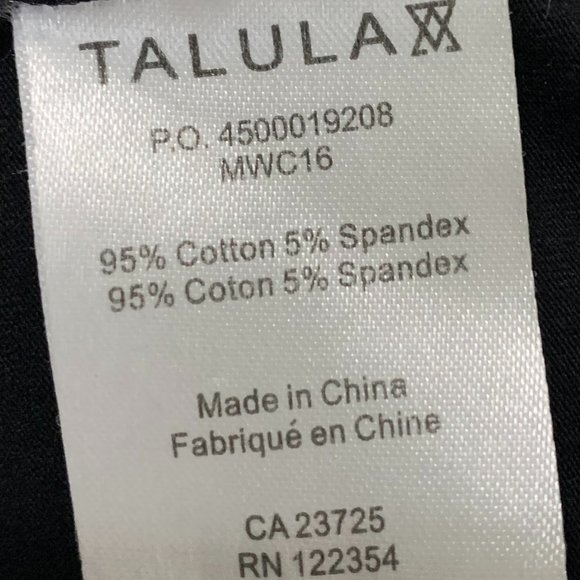 TALULA
P.O. 4500019208
MWC16
95% Cotton 5% Spandex
95% Coton 5% Spandex
Made in China
Fabriqué en Chine
CA 23725
RN 122354